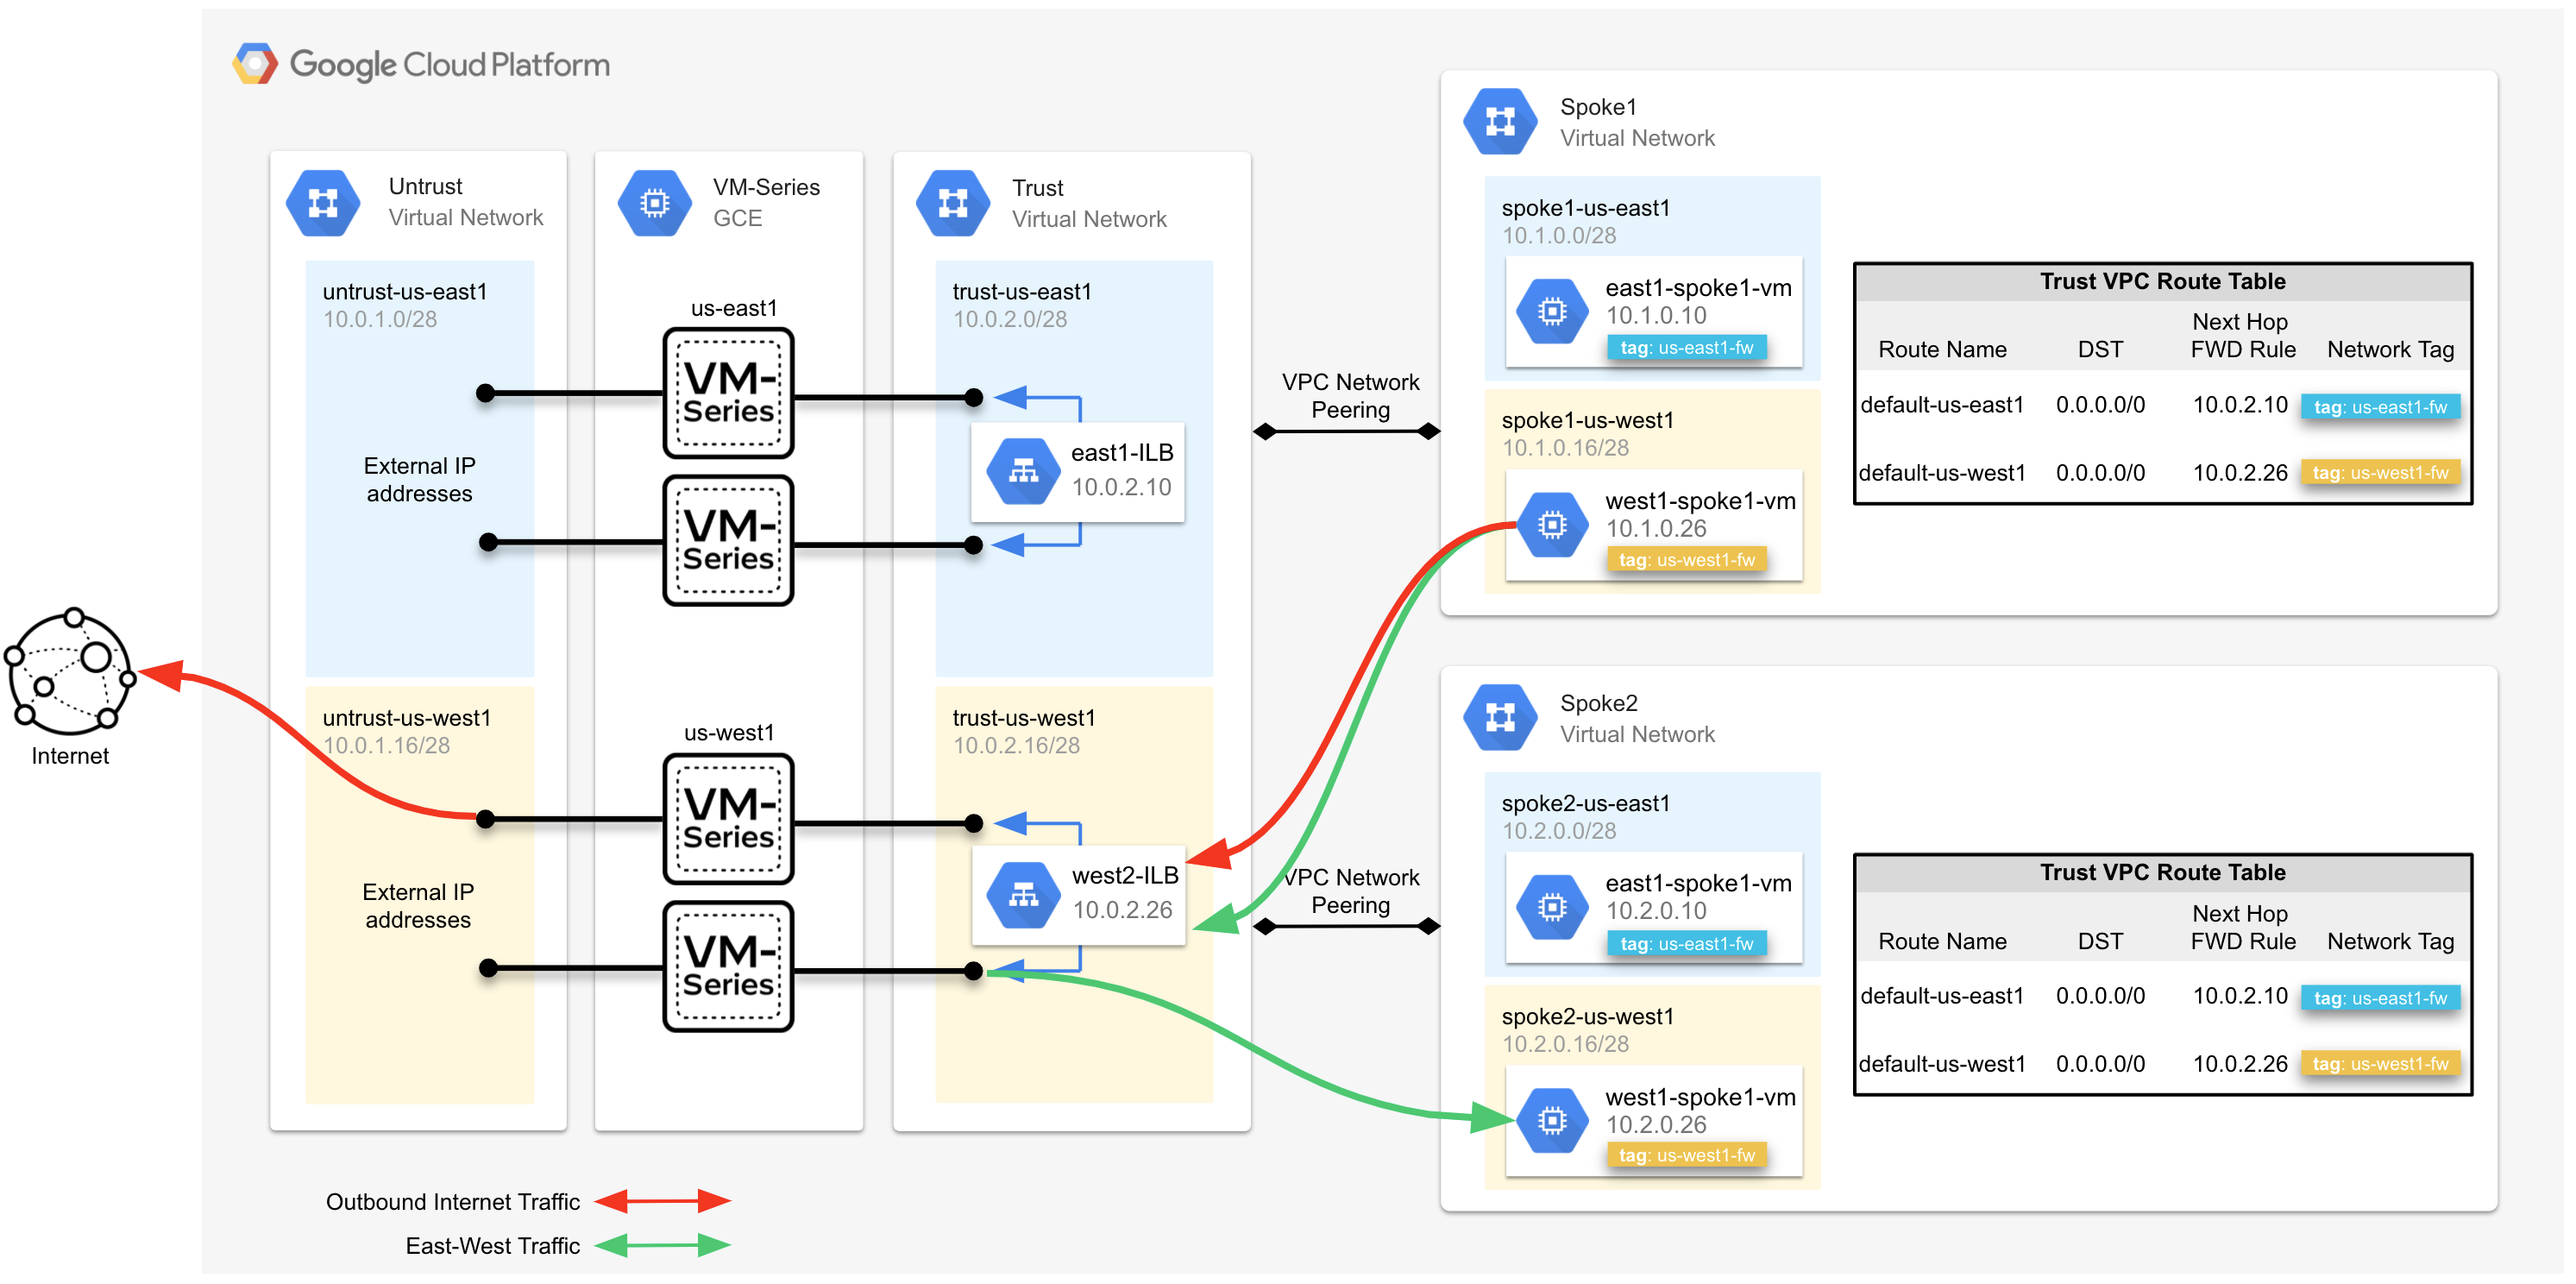 Google Cloud Platform
Untrust
Virtual Network
untrust-us-east1
10.0.1.0/28
External IP
addresses
untrust-us-west1
10.0.1.16/28
External IP
addresses
Internet
VM-Series
GCE
us-east1
VM-
Series
VM-
Series
us-west1
VM-
Series
VM-
Series
Trust
Virtual Network
trust-us-east1
10.0.2.0/28
east1-ILB
10.0.2.10
trust-us-west1
10.0.2.16/28
west2-ILB
10.0.2.26
VPC Network
Peering
VPC Network
Peering
Spoke1
Virtual Network
spoke1-us-east1
10.1.0.0/28
east1-spoke1-vm
10.1.0.10
tag: us-east1-fw
spoke1-us-west1
10.1.0.16/28
west1-spoke1-vm
10.1.0.26
tag: us-west1-fw
Trust VPC Route Table
Route Name DST Next Hop FWD Rule Network Tag
default-us-east1 0.0.0.0/0 10.0.2.10 tag: us-east1-fw
default-us-west1 0.0.0.0/0 10.0.2.26 tag: us-west1-fw
Spoke2
Virtual Network
spoke2-us-east1
10.2.0.0/28
east1-spoke1-vm
10.2.0.10
tag: us-east1-fw
spoke2-us-west1
10.2.0.16/28
west1-spoke1-vm
10.2.0.26
tag: us-west1-fw
Trust VPC Route Table
Route Name DST Next Hop FWD Rule Network Tag
default-us-east1 0.0.0.0/0 10.0.2.10 tag: us-east1-fw
default-us-west1 0.0.0.0/0 10.0.2.26 tag: us-west1-fw
Outbound Internet Traffic
East-West Traffic